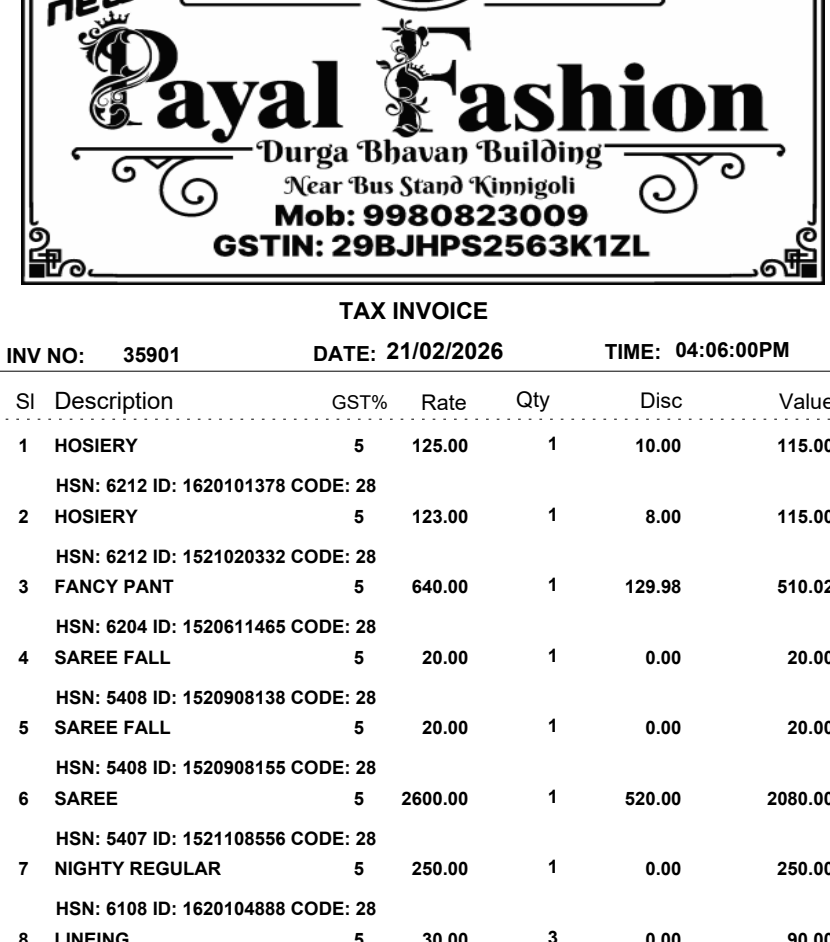 new
Payal Fashion
Durga Bhavan Building
Near Bus Stand Kinnigoli
Mob: 9980823009
GSTIN: 29BJHPS2563K1ZL
TAX INVOICE
INV NO: 35901 DATE: 21/02/2026 TIME: 04:06:00PM
Sl Description GST% Rate Qty Disc Value
1 HOSIERY 5 125.00 1 10.00 115.00
HSN: 6212 ID: 1620101378 CODE: 28
2 HOSIERY 5 123.00 1 8.00 115.00
HSN: 6212 ID: 1521020332 CODE: 28
3 FANCY PANT 5 640.00 1 129.98 510.02
HSN: 6204 ID: 1520611465 CODE: 28
4 SAREE FALL 5 20.00 1 0.00 20.00
HSN: 5408 ID: 1520908138 CODE: 28
5 SAREE FALL 5 20.00 1 0.00 20.00
HSN: 5408 ID: 1520908155 CODE: 28
6 SAREE 5 2600.00 1 520.00 2080.00
HSN: 5407 ID: 1521108556 CODE: 28
7 NIGHTY REGULAR 5 250.00 1 0.00 250.00
HSN: 6108 ID: 1620104888 CODE: 28
8 LINEING 5 30.00 3 0.00 90.00